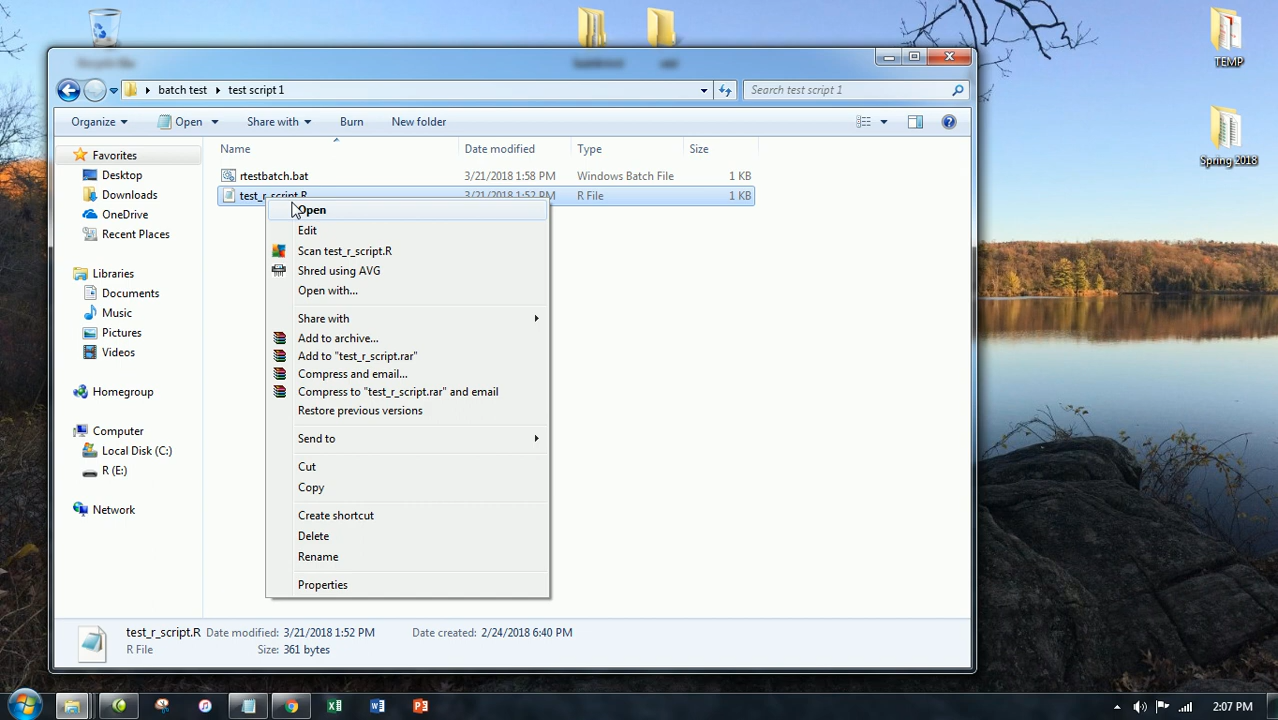 TEMP
Spring 2018
batch test
test script 1
Search test script 1
Organize
Open
Share with
Burn
New folder
Name
Date modified
Type
Size
rtestbatch.bat
3/21/2018 1:58 PM
Windows Batch File
1 KB
test_r_script.R
3/21/2018 1:52 PM
R File
1 KB
Favorites
Desktop
Downloads
OneDrive
Recent Places
Libraries
Documents
Music
Pictures
Videos
Homegroup
Computer
Local Disk (C:)
R (E:)
Network
Open
Edit
Scan test_r_script.R
Shred using AVG
Open with...
Share with
Add to archive...
Add to "test_r_script.rar"
Compress and email...
Compress to "test_r_script.rar" and email
Restore previous versions
Send to
Cut
Copy
Create shortcut
Delete
Rename
Properties
test_r_script.R Date modified: 3/21/2018 1:52 PM Date created: 2/24/2018 6:40 PM
R File Size: 361 bytes
2:07 PM